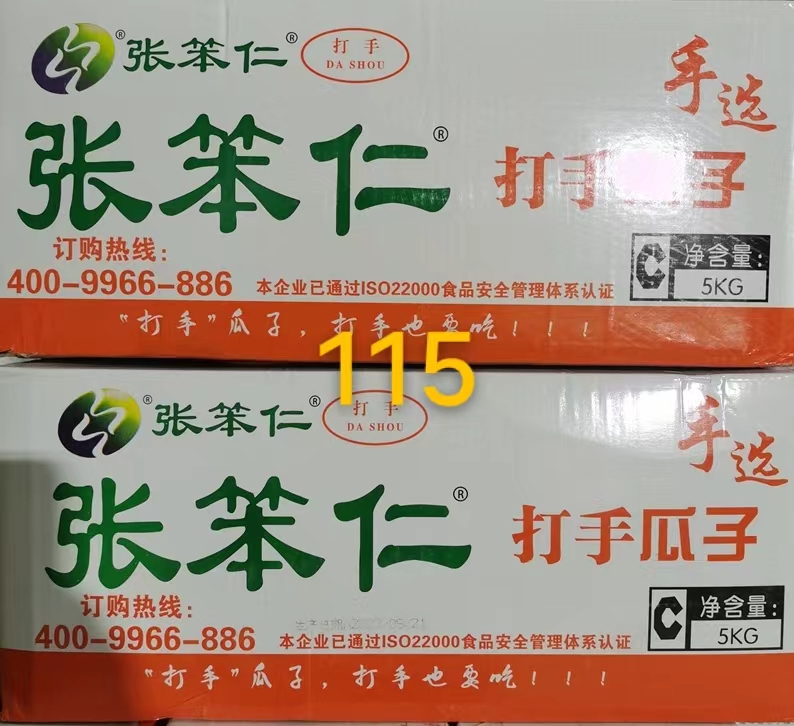 ®张笨仁® 打手
DA SHOU
手选
张笨仁®
打手 子
订购热线:
400-9966-886
本企业已通过ISO22000食品安全管理体系认证
C 净含量:
5KG
“打手”瓜子,打手也要吃!!!
115
®张笨仁® 打手
DA SHOU
手选
张笨仁®
打手瓜子
订购热线:
400-9966-886
本企业已通过ISO22000食品安全管理体系认证
C 净含量:
5KG
“打手”瓜子,打手也要吃!!!